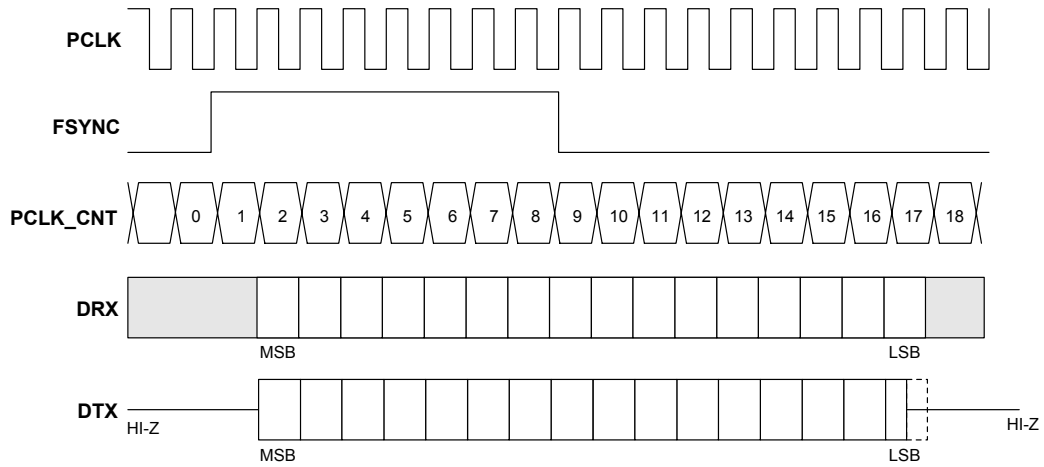 PCLK
FSYNC
PCLK_CNT 0 1 2 3 4 5 6 7 8 9 10 11 12 13 14 15 16 17 18
DRX
MSB LSB
DTX
HI-Z HI-Z
MSB LSB